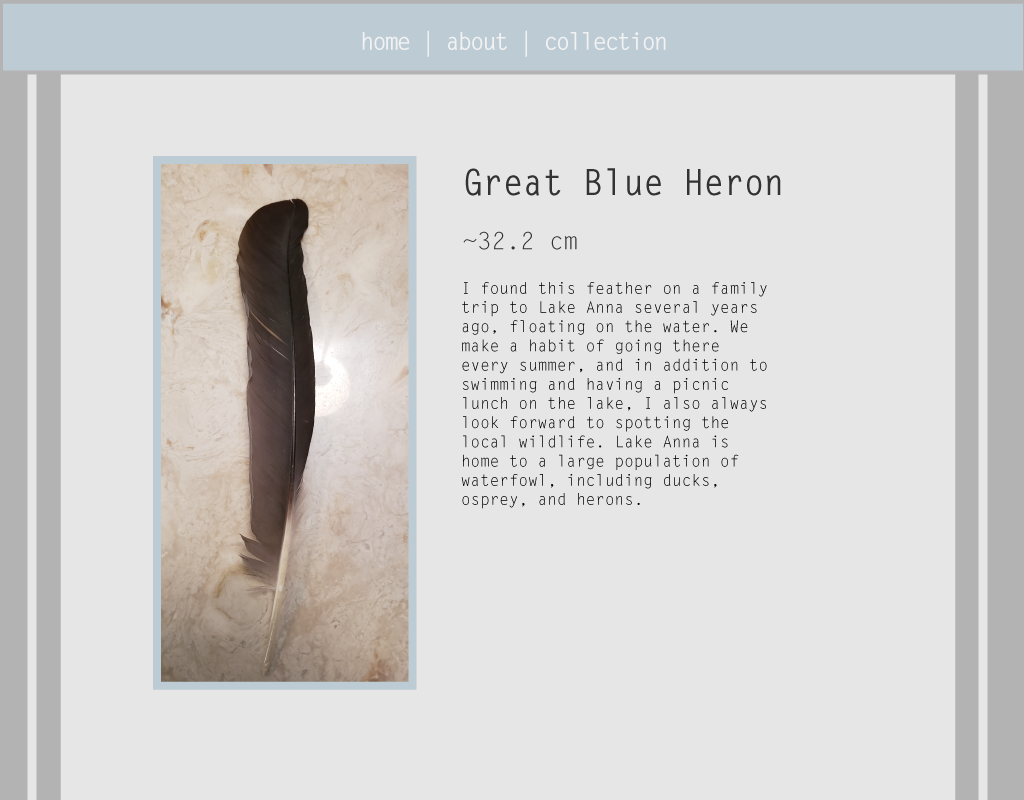 home | about | collection
Great Blue Heron
~32.2 cm
I found this feather on a family
trip to Lake Anna several years
ago, floating on the water. We
make a habit of going there
every summer, and in addition to
swimming and having a picnic
lunch on the lake, I also always
look forward to spotting the
local wildlife. Lake Anna is
home to a large population of
waterfowl, including ducks,
osprey, and herons.